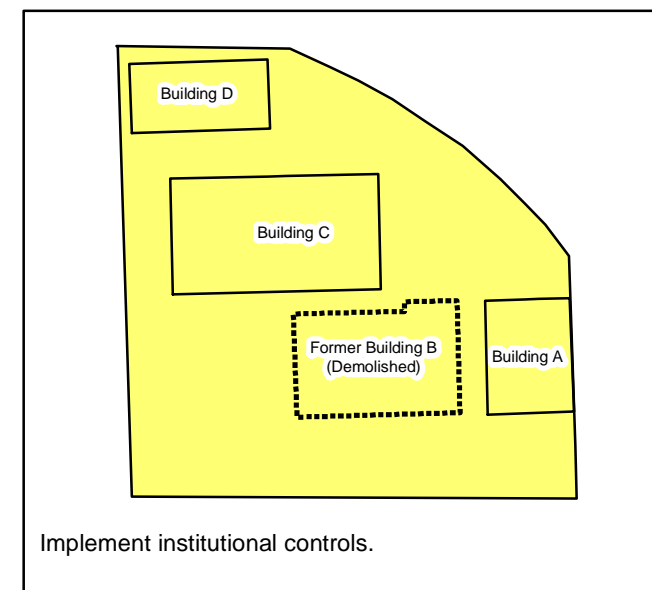 Building D
Building C
Former Building B
(Demolished)
Building A
Implement institutional controls.